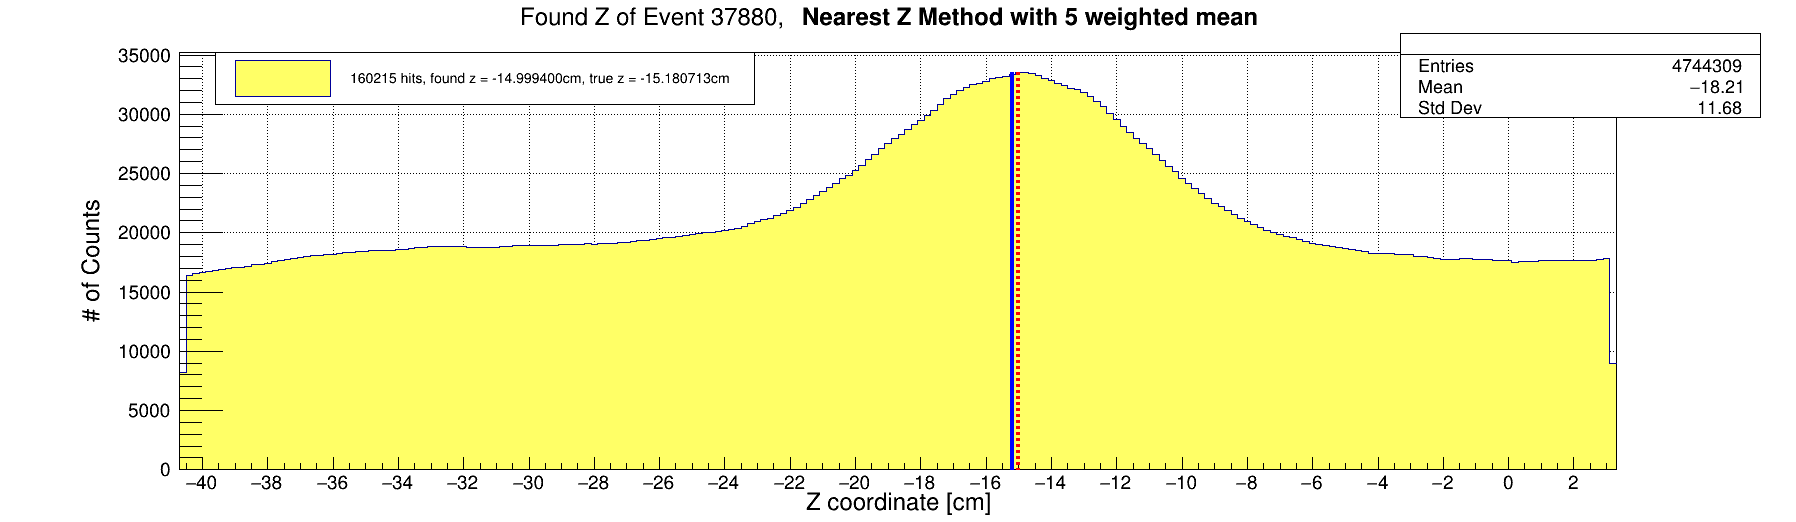 Found Z of Event 37880, Nearest Z Method with 5 weighted mean
160215 hits, found z = -14.999400cm, true z = -15.180713cm
Entries 4744309
Mean −18.21
Std Dev 11.68
35000
30000
25000
20000
15000
10000
5000
0
# of Counts
−40 −38 −36 −34 −32 −30 −28 −26 −24 −22 −20 −18 −16 −14 −12 −10 −8 −6 −4 −2 0 2
Z coordinate [cm]